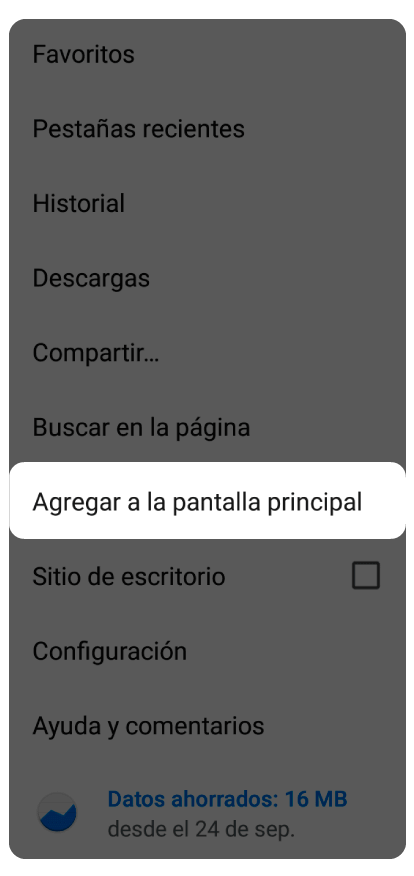 Favoritos
Pestañas recientes
Historial
Descargas
Compartir...
Buscar en la página
Agregar a la pantalla principal
Sitio de escritorio
Configuración
Ayuda y comentarios
Datos ahorrados: 16 MB
desde el 24 de sep.